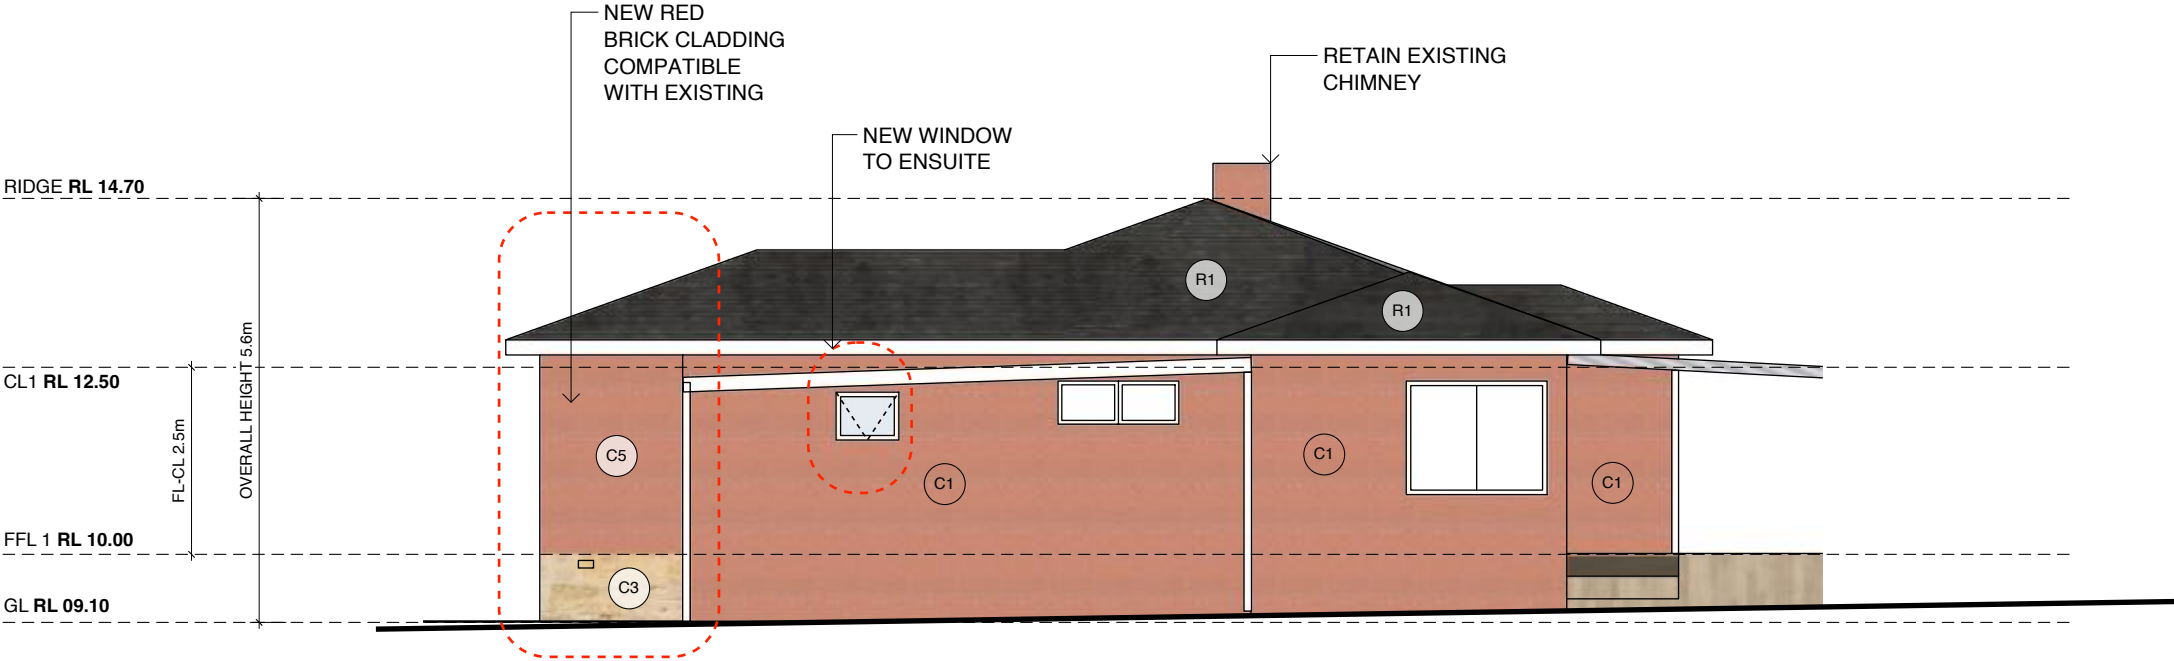 NEW RED
BRICK CLADDING
COMPATIBLE
WITH EXISTING
RETAIN EXISTING
CHIMNEY
NEW WINDOW
TO ENSUITE
RIDGE RL 14.70
R1
R1
OVERALL HEIGHT 5.6m
CL1 RL 12.50
FL-CL 2.5m
C5
C1
C1
C1
FFL 1 RL 10.00
C3
GL RL 09.10